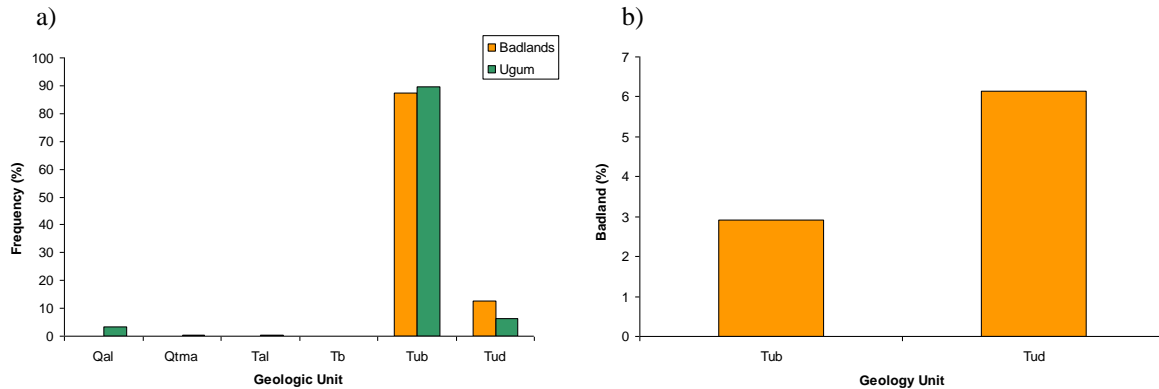 a)
Badlands
Ugum
100
90
80
70
60
50
40
30
20
10
0
Frequency (%)
Qal Qtma Tal Tb Tub Tud
Geologic Unit
b)
7
6
5
4
3
2
1
0
Badland (%)
Tub Tud
Geology Unit